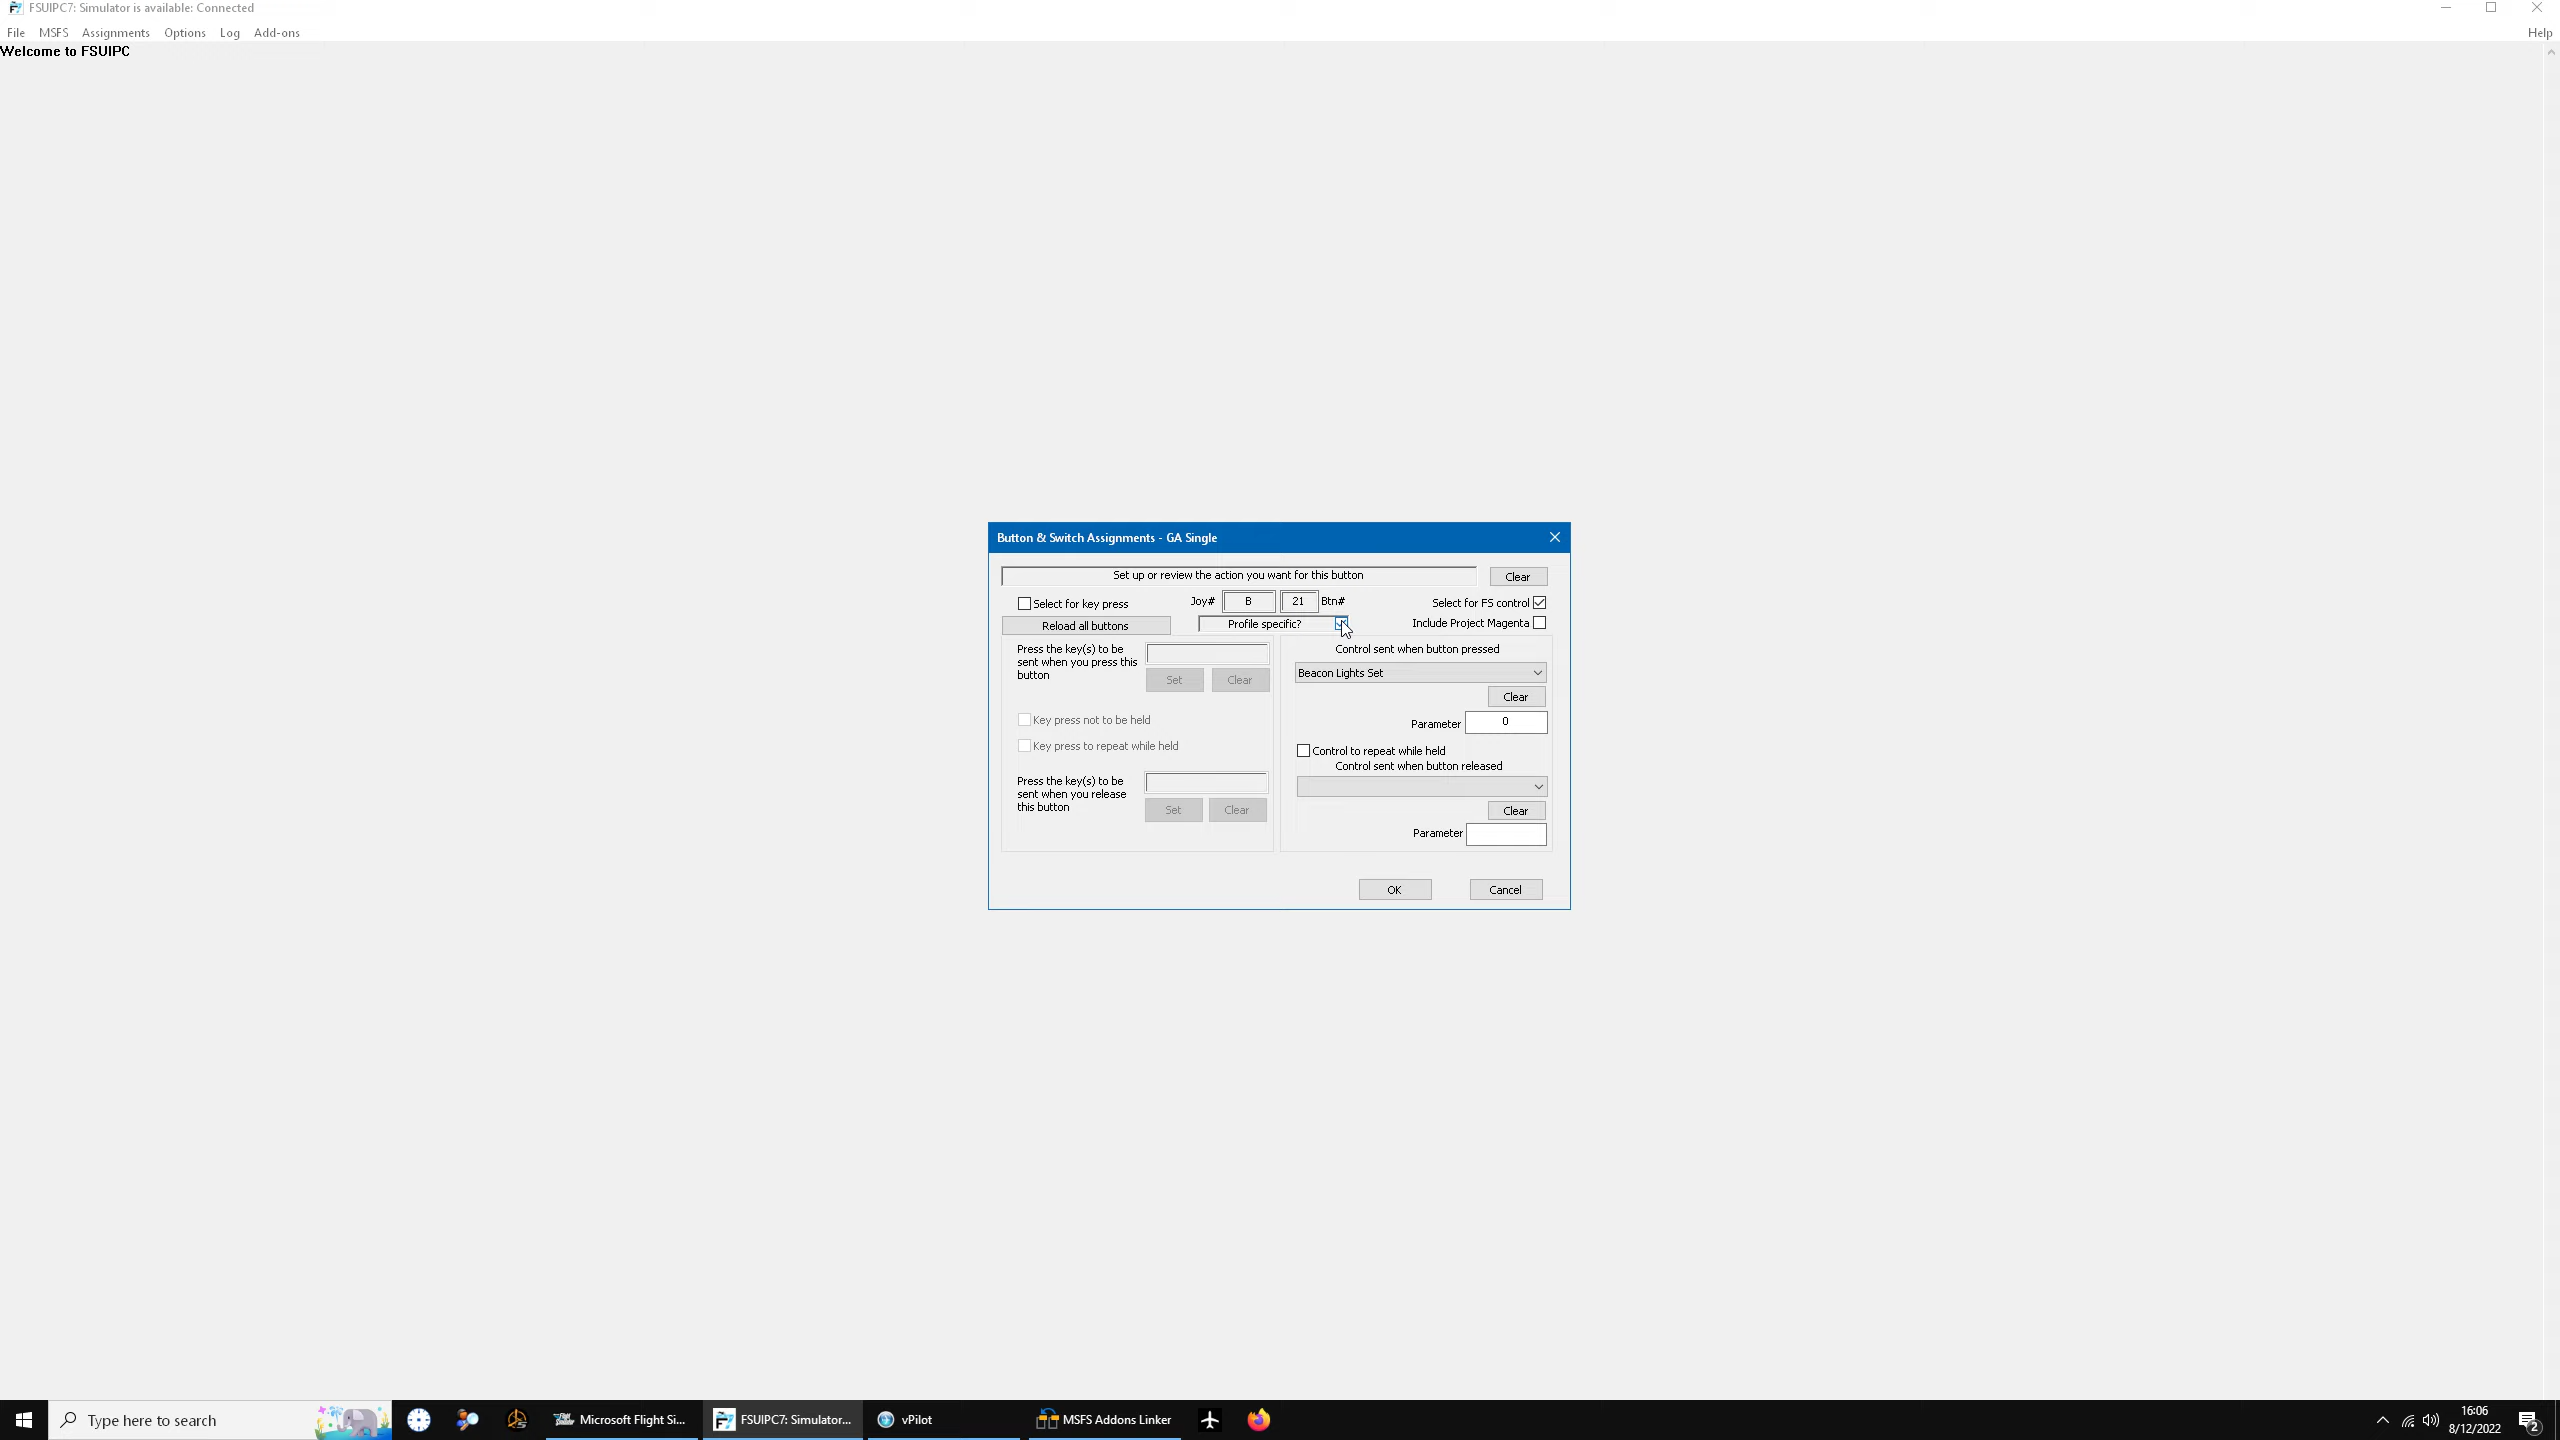 FSUIPC7: Simulator is available: Connected
File MSFS Assignments Options Log Add-ons Help
Welcome to FSUIPC
Button & Switch Assignments - GA Single
Set up or review the action you want for this button
Clear
Select for key press
Joy# B 21 Btn#
Select for FS control
Reload all buttons
Profile specific?
Include Project Magenta
Press the key(s) to be
sent when you press this
button
Set Clear
Key press not to be held
Key press to repeat while held
Press the key(s) to be
sent when you release
this button
Set Clear
Control sent when button pressed
Beacon Lights Set
Clear
Parameter 0
Control to repeat while held
Control sent when button released
Clear
Parameter
OK Cancel
Type here to search
Microsoft Flight Si...
FSUIPC7: Simulator...
vPilot
MSFS Addons Linker
16:06
8/12/2022
2